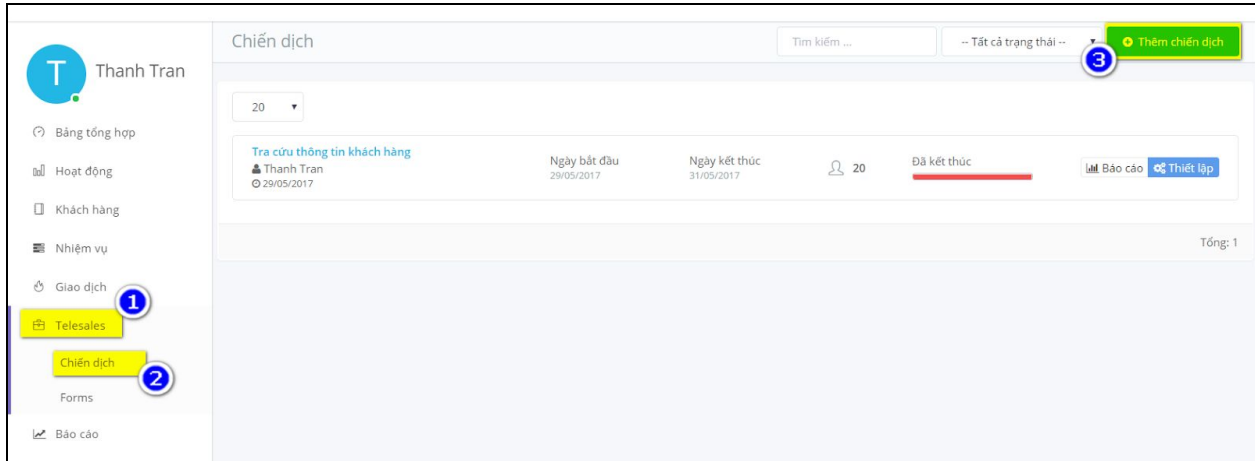 T
Thanh Tran
Bảng tổng hợp
Hoạt động
Khách hàng
Nhiệm vụ
Giao dịch
1
Telesales
Chiến dịch
2
Forms
Báo cáo
Chiến dịch
Tìm kiếm ...
-- Tất cả trạng thái --
3
Thêm chiến dịch
20
Tra cứu thông tin khách hàng
Thanh Tran
29/05/2017
Ngày bắt đầu
29/05/2017
Ngày kết thúc
31/05/2017
20
Đã kết thúc
Báo cáo
Thiết lập
Tổng: 1